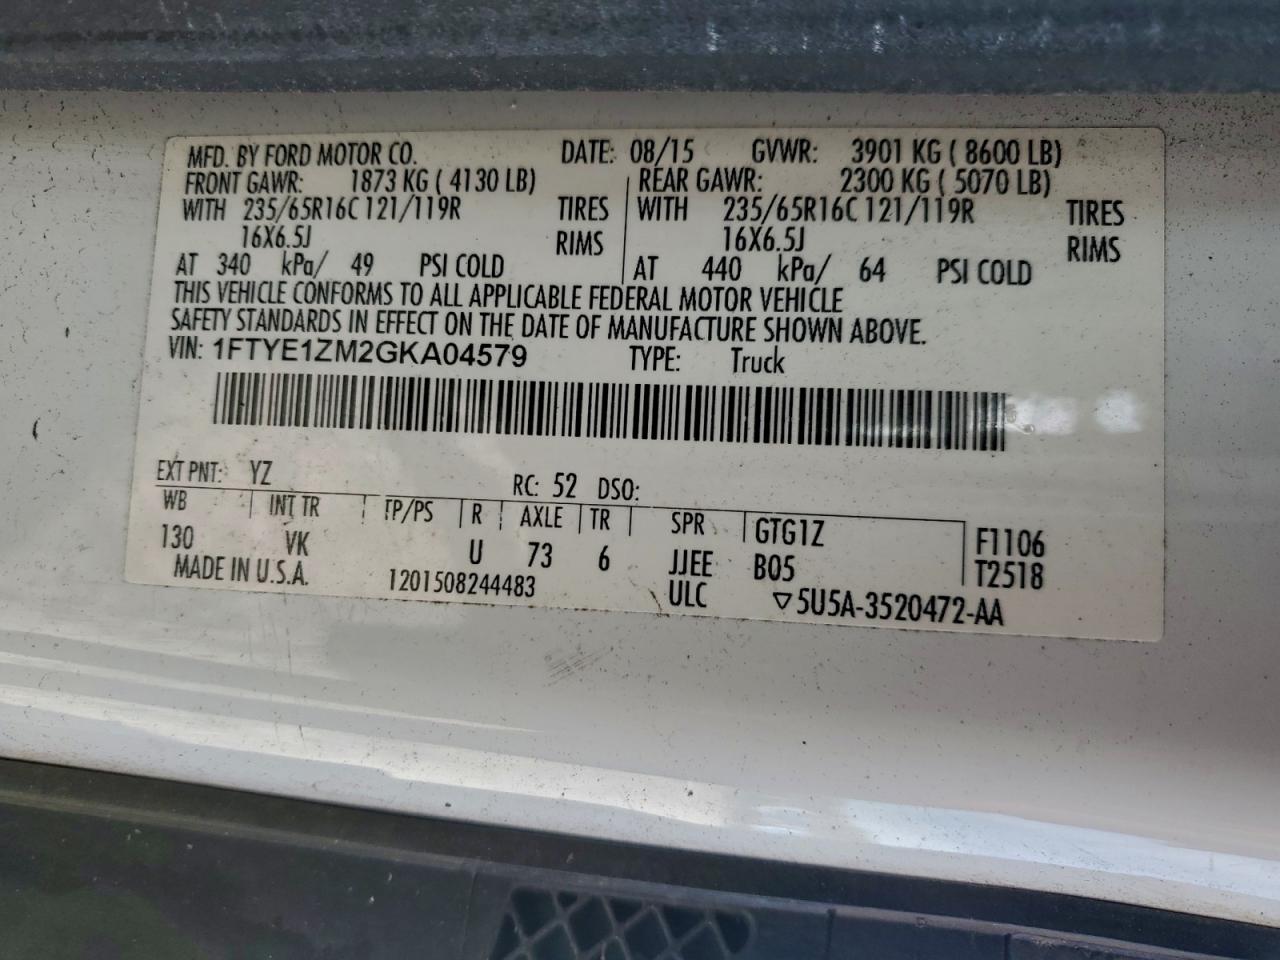 MFD. BY FORD MOTOR CO. DATE: 08/15 GVWR: 3901 KG ( 8600 LB)
FRONT GAWR: 1873 KG ( 4130 LB) REAR GAWR: 2300 KG ( 5070 LB)
WITH 235/65R16C 121/119R TIRES WITH 235/65R16C 121/119R TIRES
16X6.5J RIMS 16X6.5J RIMS
AT 340 kPa/ 49 PSI COLD AT 440 kPa/ 64 PSI COLD
THIS VEHICLE CONFORMS TO ALL APPLICABLE FEDERAL MOTOR VEHICLE
SAFETY STANDARDS IN EFFECT ON THE DATE OF MANUFACTURE SHOWN ABOVE.
VIN: 1FTYE1ZM2GKA04579 TYPE: Truck
EXT PNT: YZ RC: 52 DSO:
WB INT TR TP/PS R AXLE TR SPR GTG1Z F1106
130 VK U 73 6 JJEE B05 T2518
MADE IN U.S.A. 1201508244483 ULC ▽5U5A-3520472-AA